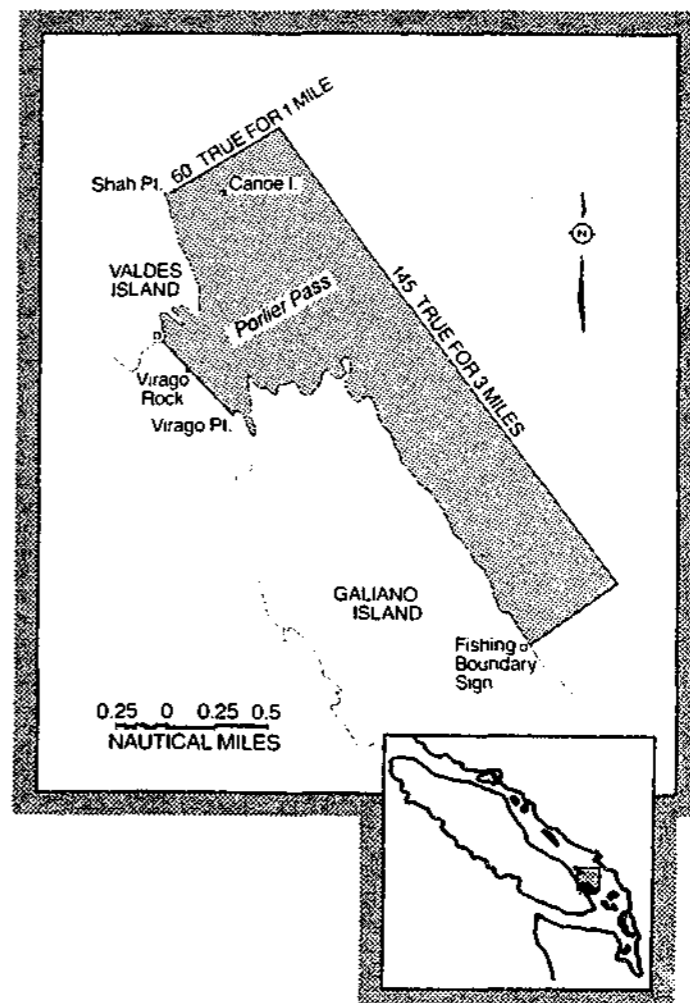 60 TRUE FOR 1 MILE
Shah Pt.
Canoe I.
N
VALDES
ISLAND
Porlier Pass
145 TRUE FOR 3 MILES
Virago
Rock
Virago Pt.
GALIANO
ISLAND
Fishing
Boundary
Sign
0.25 0 0.25 0.5
NAUTICAL MILES